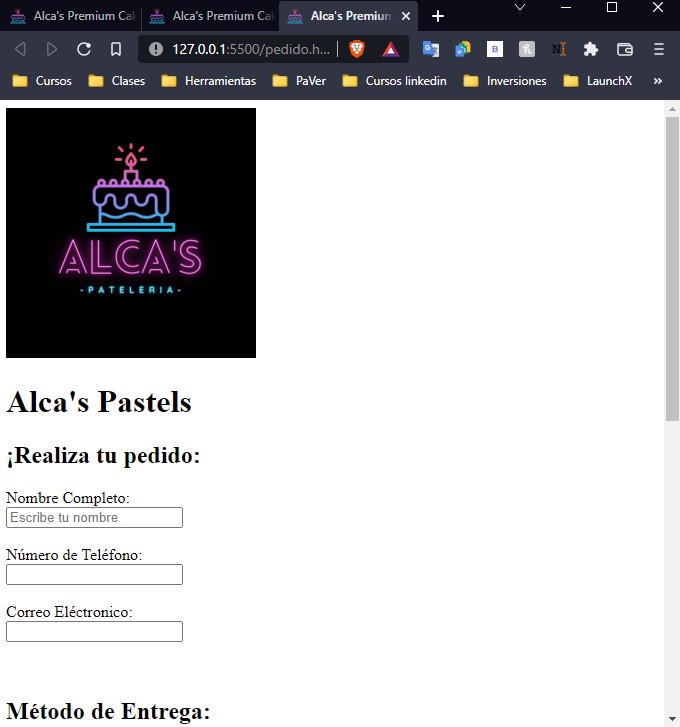 Alca's Premium Cak
Alca's Premium Cak
Alca's Premium
127.0.0.1:5500/pedido.h...
Cursos
Clases
Herramientas
PaVer
Cursos linkedin
Inversiones
LaunchX
»
ALCA'S
-PATELERIA-
Alca's Pastels
¡Realiza tu pedido:
Nombre Completo:
Escribe tu nombre
Número de Teléfono:
Correo Eléctronico:
Método de Entrega: